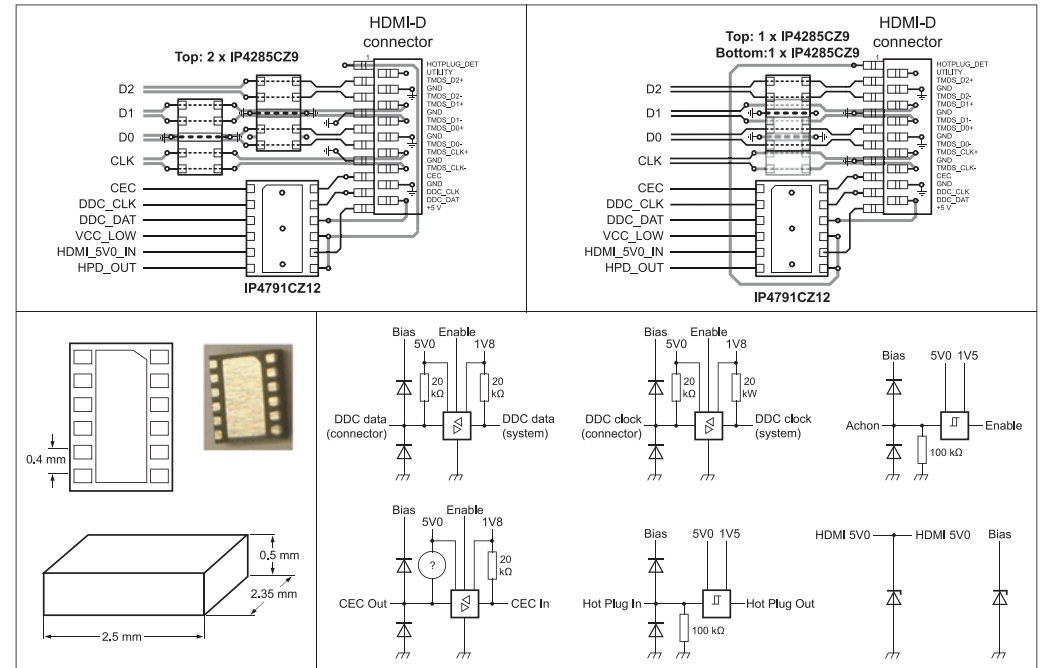 HDMI-D
connector
Top: 2 x IP4285CZ9
1
HOTPLUG_DET
UTILITY
TMDS_D2+
GND
TMDS_D2-
TMDS_D1+
GND
TMDS_D1-
TMDS_D0+
GND
TMDS_D0-
TMDS_CLK+
GND
TMDS_CLK-
CEC
GND
DDC_CLK
DDC_DAT
+5 V
D2
D1
D0
CLK
CEC
DDC_CLK
DDC_DAT
VCC_LOW
HDMI_5V0_IN
HPD_OUT
IP4791CZ12
HDMI-D
connector
Top: 1 x IP4285CZ9
Bottom:1 x IP4285CZ9
1
HOTPLUG_DET
UTILITY
TMDS_D2+
GND
TMDS_D2-
TMDS_D1+
GND
TMDS_D1-
TMDS_D0+
GND
TMDS_D0-
TMDS_CLK+
GND
TMDS_CLK-
CEC
GND
DDC_CLK
DDC_DAT
+5 V
D2
D1
D0
CLK
CEC
DDC_CLK
DDC_DAT
VCC_LOW
HDMI_5V0_IN
HPD_OUT
IP4791CZ12
0.4 mm
0.5 mm
2.35 mm
2.5 mm
Bias Enable
5V0 1V8
20
kΩ
20
kΩ
DDC data
(connector)
DDC data
(system)
Bias Enable
5V0 1V8
20
kΩ
20
kW
DDC clock
(connector)
DDC clock
(system)
Bias 5V0 1V5
Achon
Enable
100 kΩ
Bias Enable
5V0 1V8
?
20
kΩ
CEC Out
CEC In
Bias 5V0 1V5
Hot Plug In
Hot Plug Out
100 kΩ
HDMI 5V0 HDMI 5V0 Bias